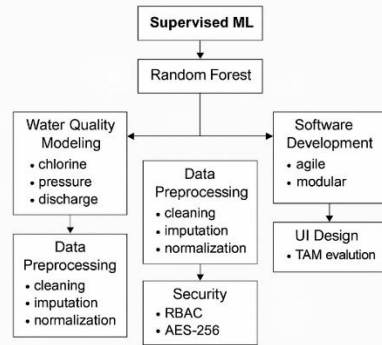 Supervised ML
Random Forest
Water Quality
Modeling
• chlorine
• pressure
• discharge
Data
Preprocessing
• cleaning
• imputation
• normalization
Data
Preprocessing
• cleaning
• imputation
• normalization
Security
• RBAC
• AES-256
Software
Development
• agile
• modular
UI Design
• TAM evalution